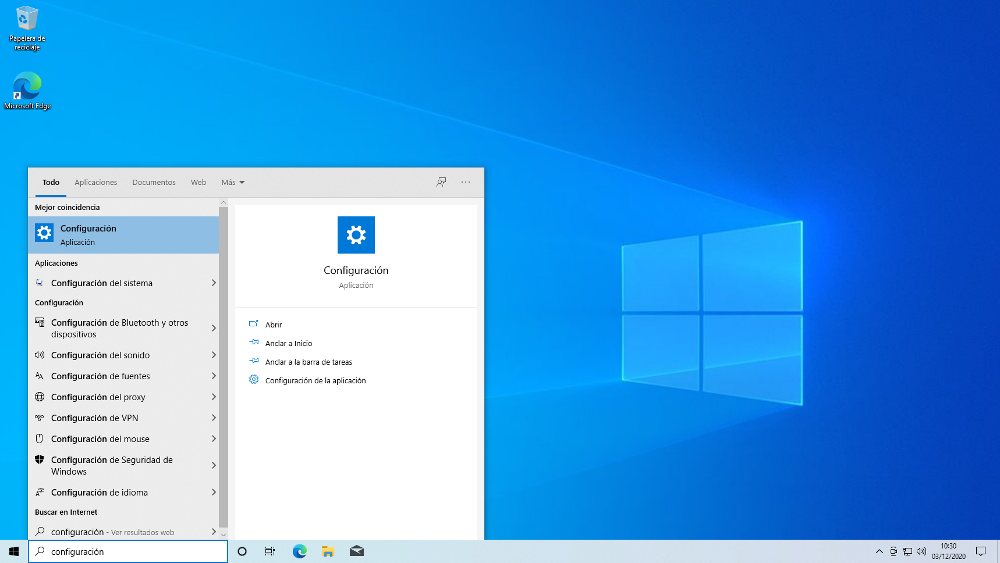 Papelera de
reciclaje
Microsoft Edge
Todo Aplicaciones Documentos Web Más
Mejor coincidencia
Configuración
Aplicación
Aplicaciones
Configuración del sistema
Configuración
Configuración de Bluetooth y otros
dispositivos
Configuración del sonido
Configuración de fuentes
Configuración del proxy
Configuración de VPN
Configuración del mouse
Configuración de Seguridad de
Windows
Configuración de idioma
Buscar en Internet
configuración - Ver resultados web
Configuración
Aplicación
Abrir
Anclar a Inicio
Anclar a la barra de tareas
Configuración de la aplicación
configuración
10:30
03/12/2020